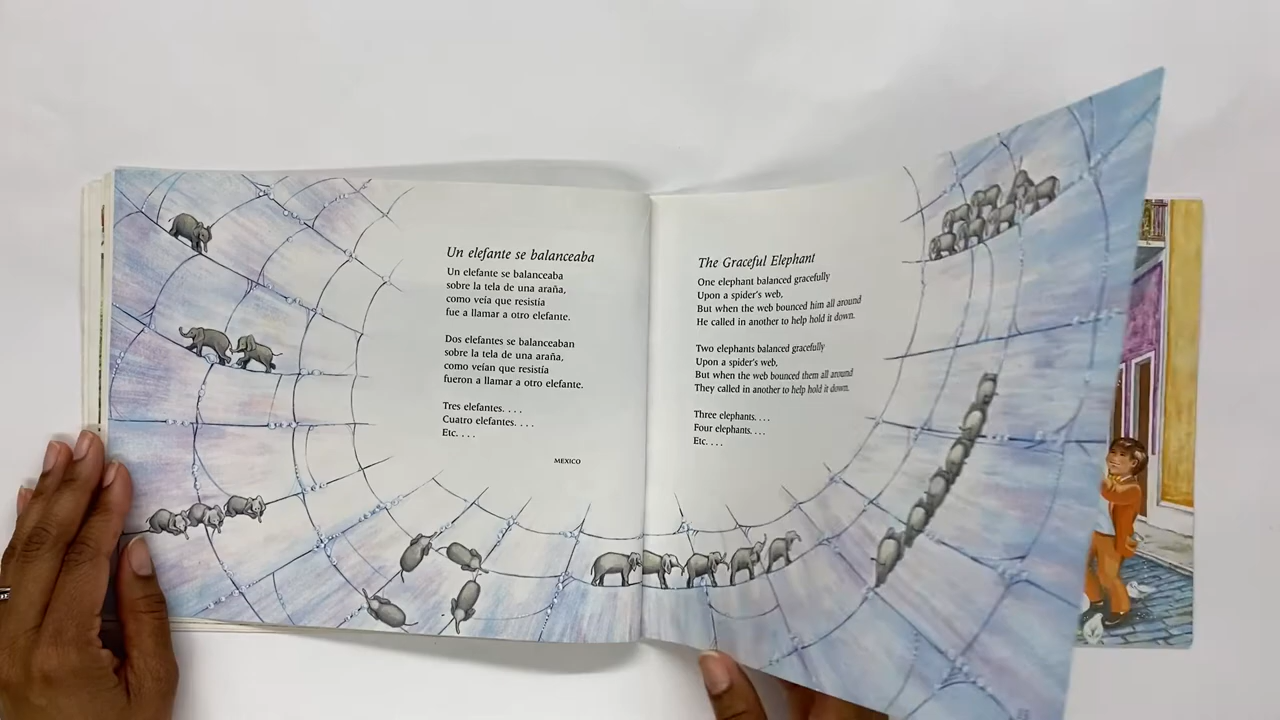 Un elefante se balanceaba
Un elefante se balanceaba
sobre la tela de una araña,
como veía que resistía
fue a llamar a otro elefante.
Dos elefantes se balanceaban
sobre la tela de una araña,
como veían que resistía
fueron a llamar a otro elefante.
Tres elefantes. . . .
Cuatro elefantes. . . .
Etc. . . .
MEXICO
The Graceful Elephant
One elephant balanced gracefully
Upon a spider's web,
But when the web bounced him all around
He called in another to help hold it down.
Two elephants balanced gracefully
Upon a spider's web,
But when the web bounced them all around
They called in another to help hold it down.
Three elephants. . . .
Four elephants. . . .
Etc. . . .